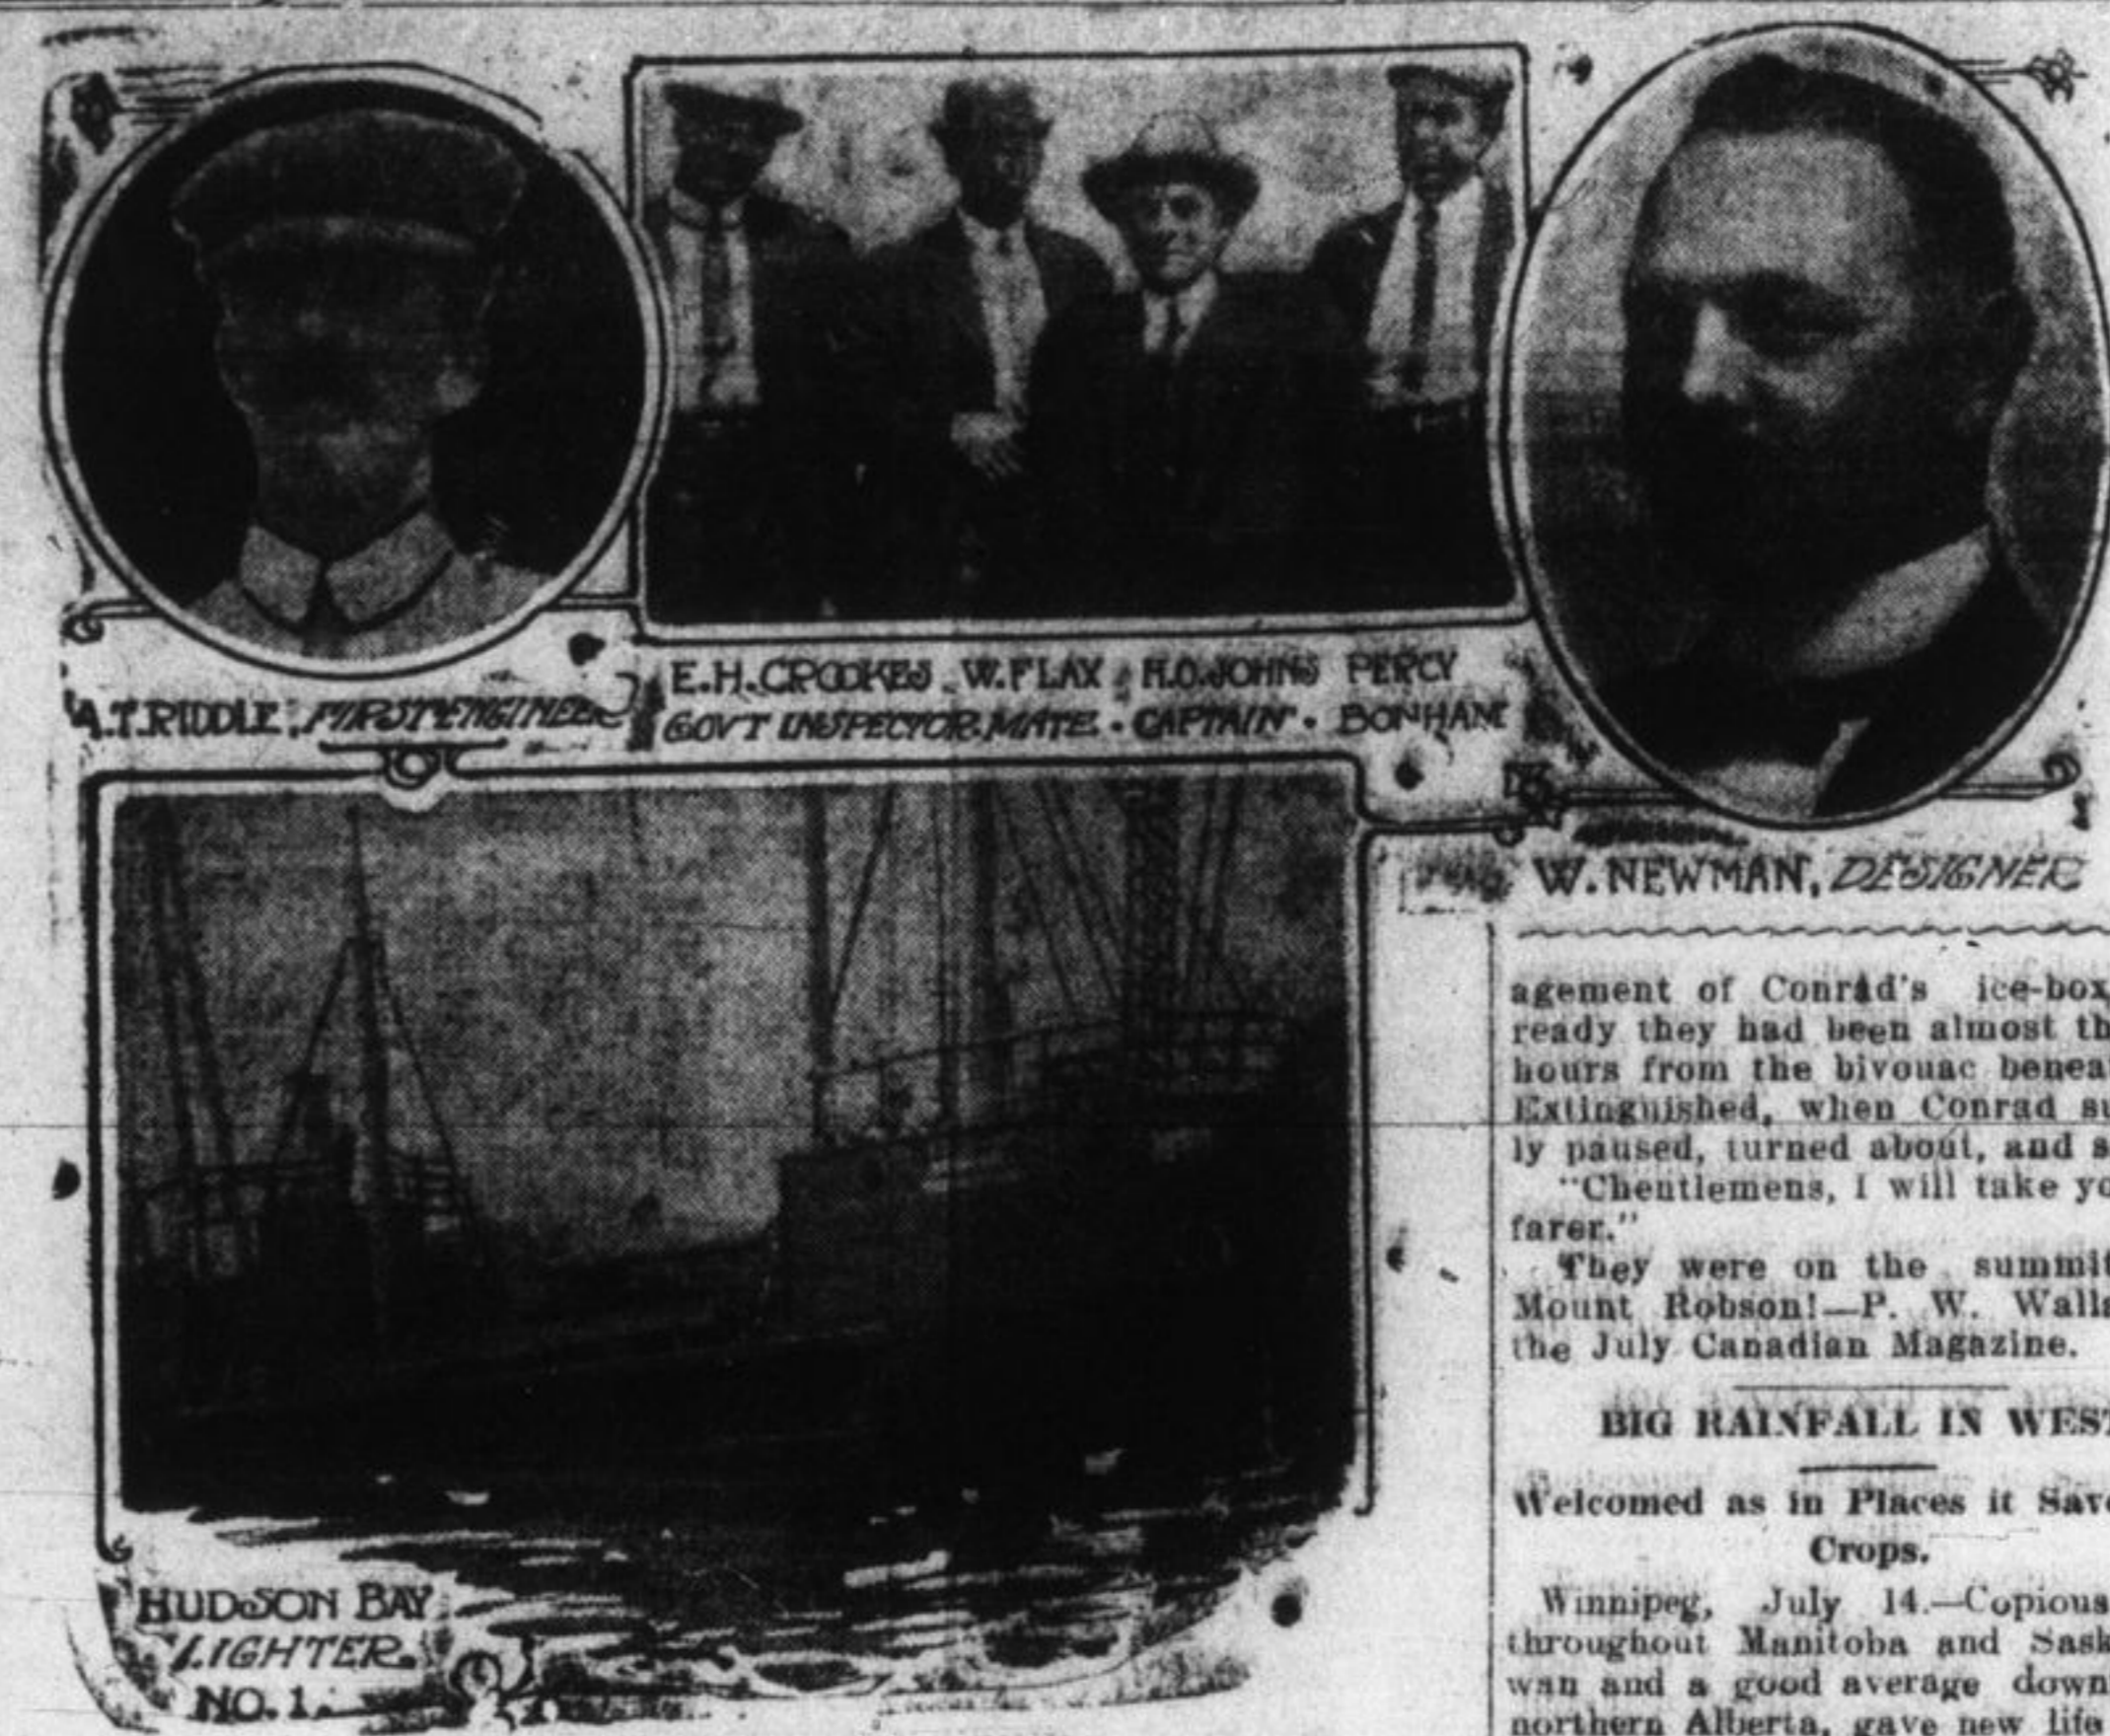 A.T. RIDDLE, FIRST ENGINEER
E.H. CROOKES W. FLAX H.O. JOHNS PERCY
GOVT INSPECTOR. MATE. CAPTAIN. BONHAM
W. NEWMAN, DESIGNER
HUDSON BAY
LIGHTER
NO. 1.
agement of Conrad's ice-box
ready they had been almost th
hours from the bivouac beneat
Extinguished, when Conrad su
ly paused, turned about, and s
"Chentlemens, I will take yo
farer."
They were on the summit
Mount Robson!—P. W. Walla
the July Canadian Magazine.
BIG RAINFALL IN WEST
Welcomed as in Places it Save
Crops.
Winnipeg, July 14.—Copious
throughout Manitoba and Sask
wan and a good average down
northern Alberta, gave new life